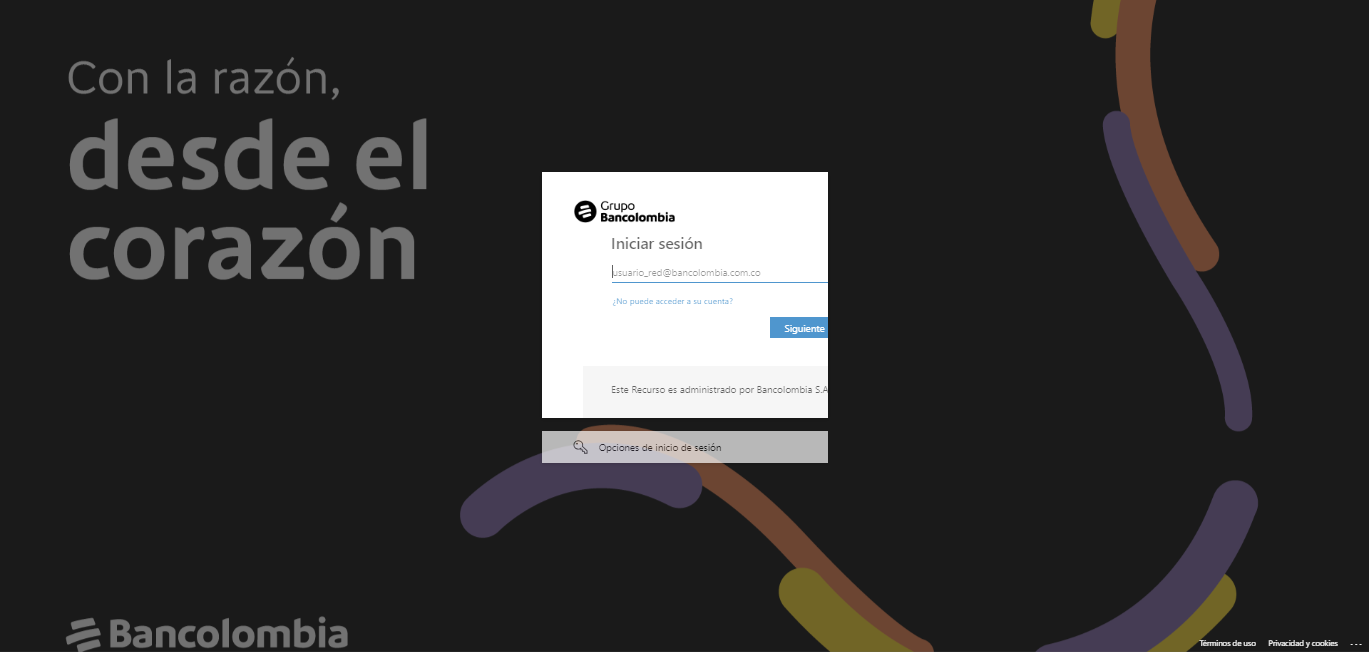 Con la razón,
desde el
corazón
Grupo
Bancolombia
Iniciar sesión
usuario_red@bancolombia.com.co
¿No puede acceder a su cuenta?
Siguiente
Este Recurso es administrado por Bancolombia S.A
Opciones de inicio de sesión
Bancolombia
Términos de uso Privacidad y cookies ...